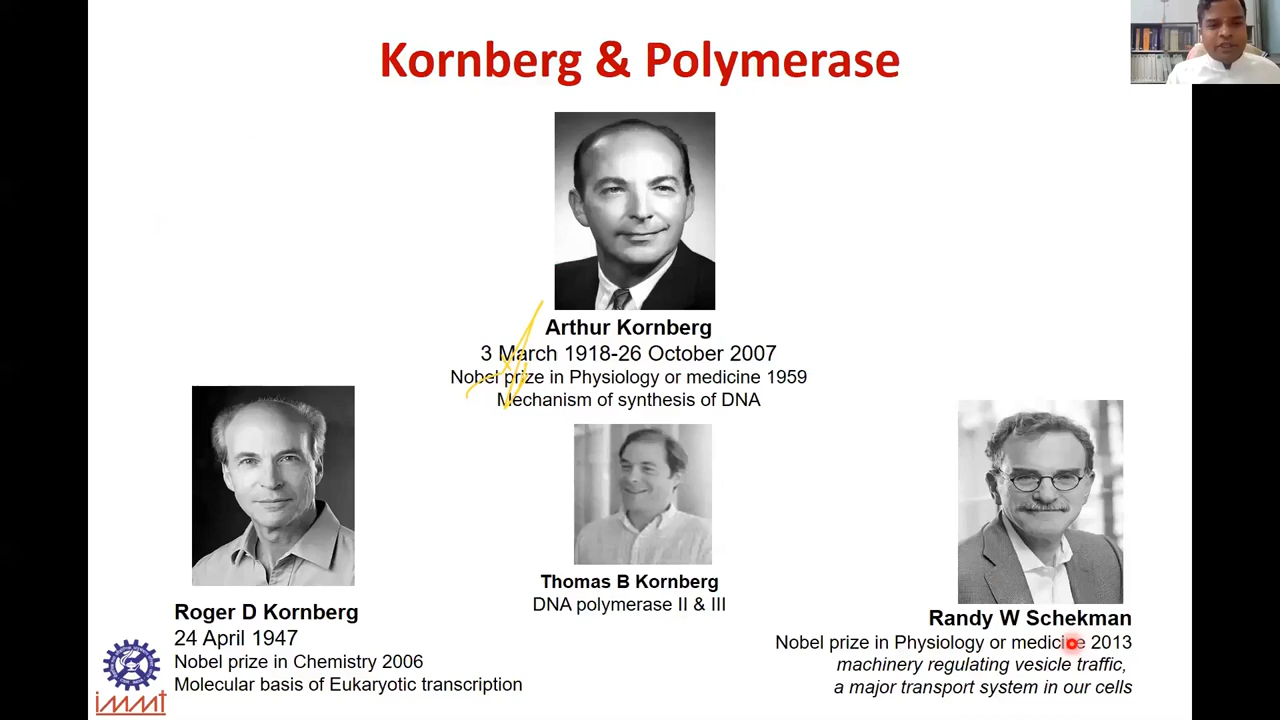 Kornberg & Polymerase
Arthur Kornberg
3 March 1918-26 October 2007
Nobel prize in Physiology or medicine 1959
Mechanism of synthesis of DNA
Roger D Kornberg
24 April 1947
Nobel prize in Chemistry 2006
Molecular basis of Eukaryotic transcription
Thomas B Kornberg
DNA polymerase II & III
Randy W Schekman
Nobel prize in Physiology or medicine 2013
machinery regulating vesicle traffic,
a major transport system in our cells
immt